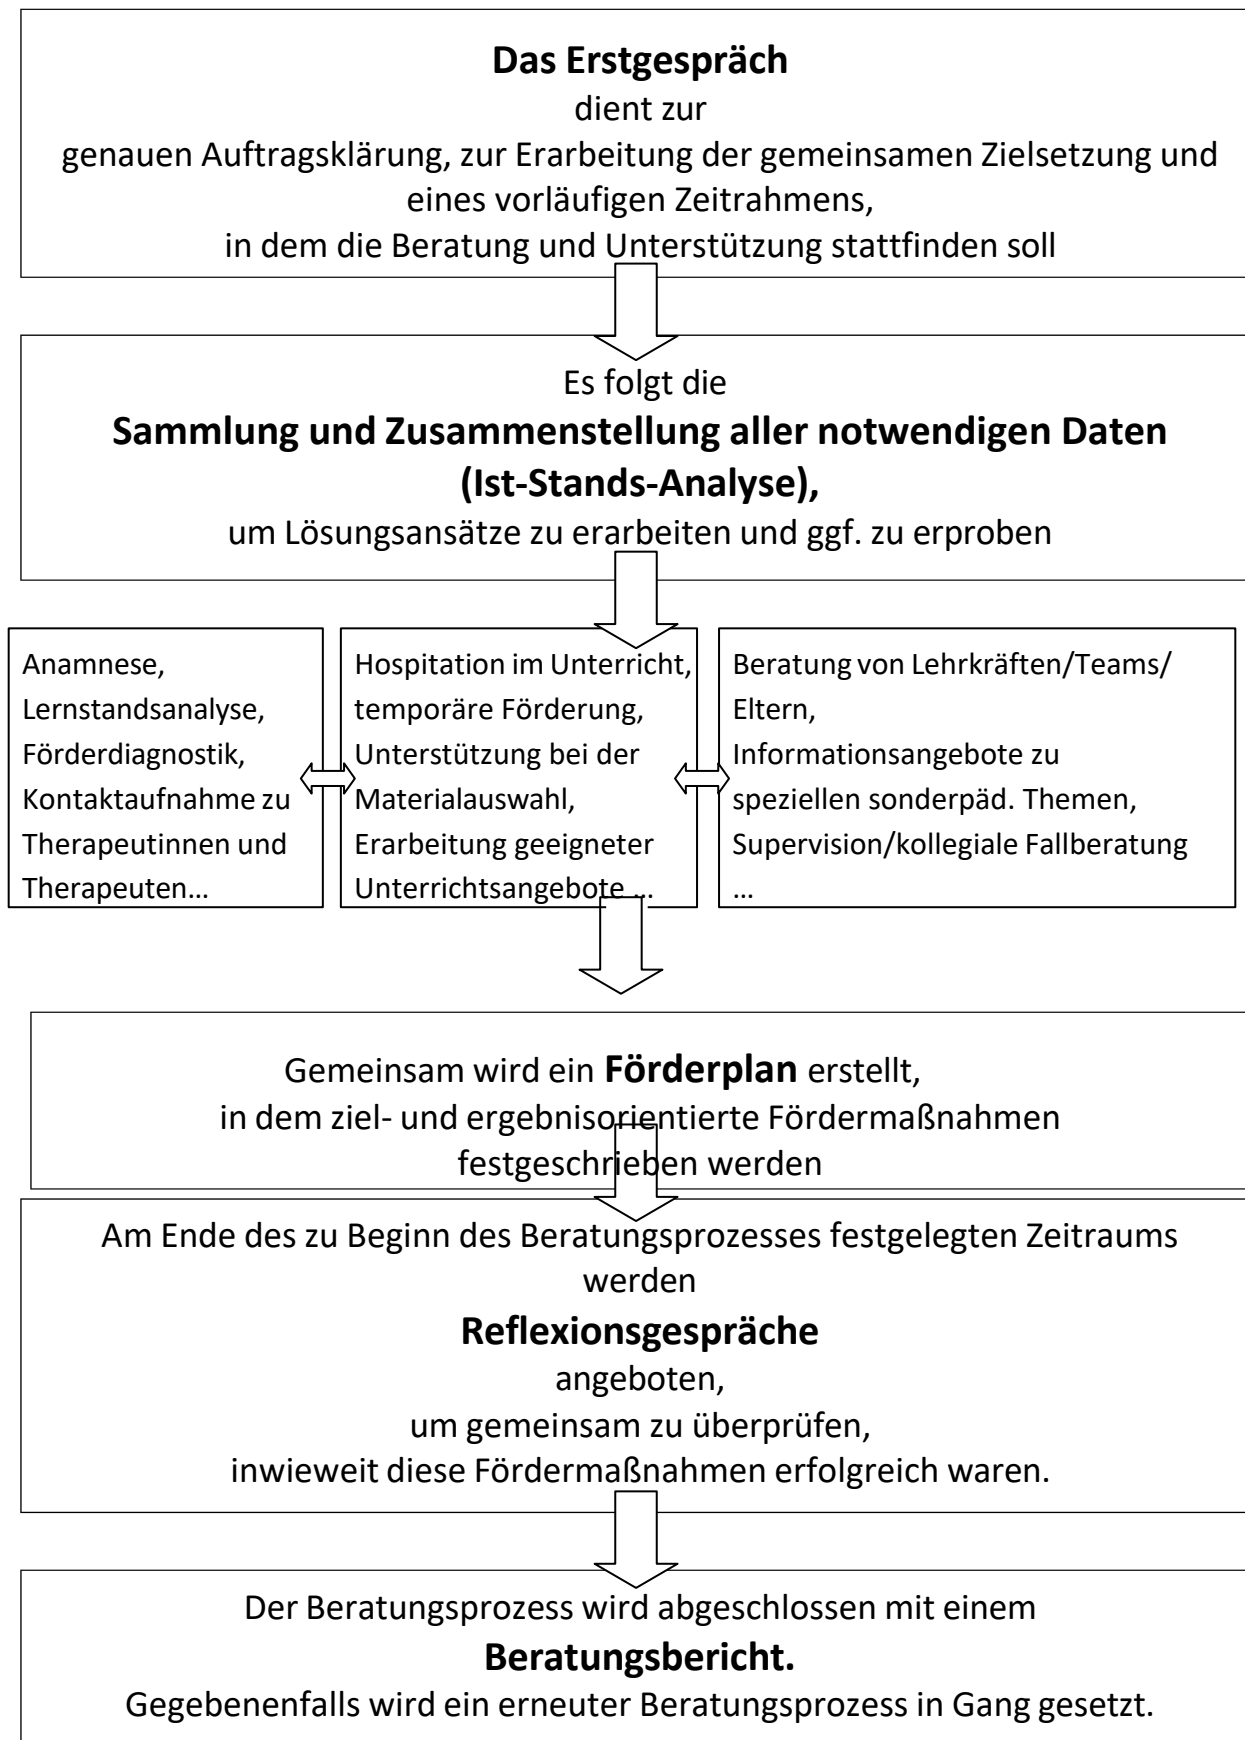 Das Erstgespräch
dient zur
genauen Auftragsklärung, zur Erarbeitung der gemeinsamen Zielsetzung und
eines vorläufigen Zeitrahmens,
in dem die Beratung und Unterstützung stattfinden soll
Es folgt die
Sammlung und Zusammenstellung aller notwendigen Daten
(Ist-Stands-Analyse),
um Lösungsansätze zu erarbeiten und ggf. zu erproben
Anamnese,
Lernstandsanalyse,
Förderdiagnostik,
Kontaktaufnahme zu
Therapeutinnen und
Therapeuten...
Hospitation im Unterricht,
temporäre Förderung,
Unterstützung bei der
Materialauswahl,
Erarbeitung geeigneter
Unterrichtsangebote ...
Beratung von Lehrkräften/Teams/
Eltern,
Informationsangebote zu
speziellen sonderpäd. Themen,
Supervision/kollegiale Fallberatung
...
Gemeinsam wird ein Förderplan erstellt,
in dem ziel- und ergebnisorientierte Fördermaßnahmen
festgeschrieben werden
Am Ende des zu Beginn des Beratungsprozesses festgelegten Zeitraums
werden
Reflexionsgespräche
angeboten,
um gemeinsam zu überprüfen,
inwieweit diese Fördermaßnahmen erfolgreich waren.
Der Beratungsprozess wird abgeschlossen mit einem
Beratungsbericht.
Gegebenenfalls wird ein erneuter Beratungsprozess in Gang gesetzt.